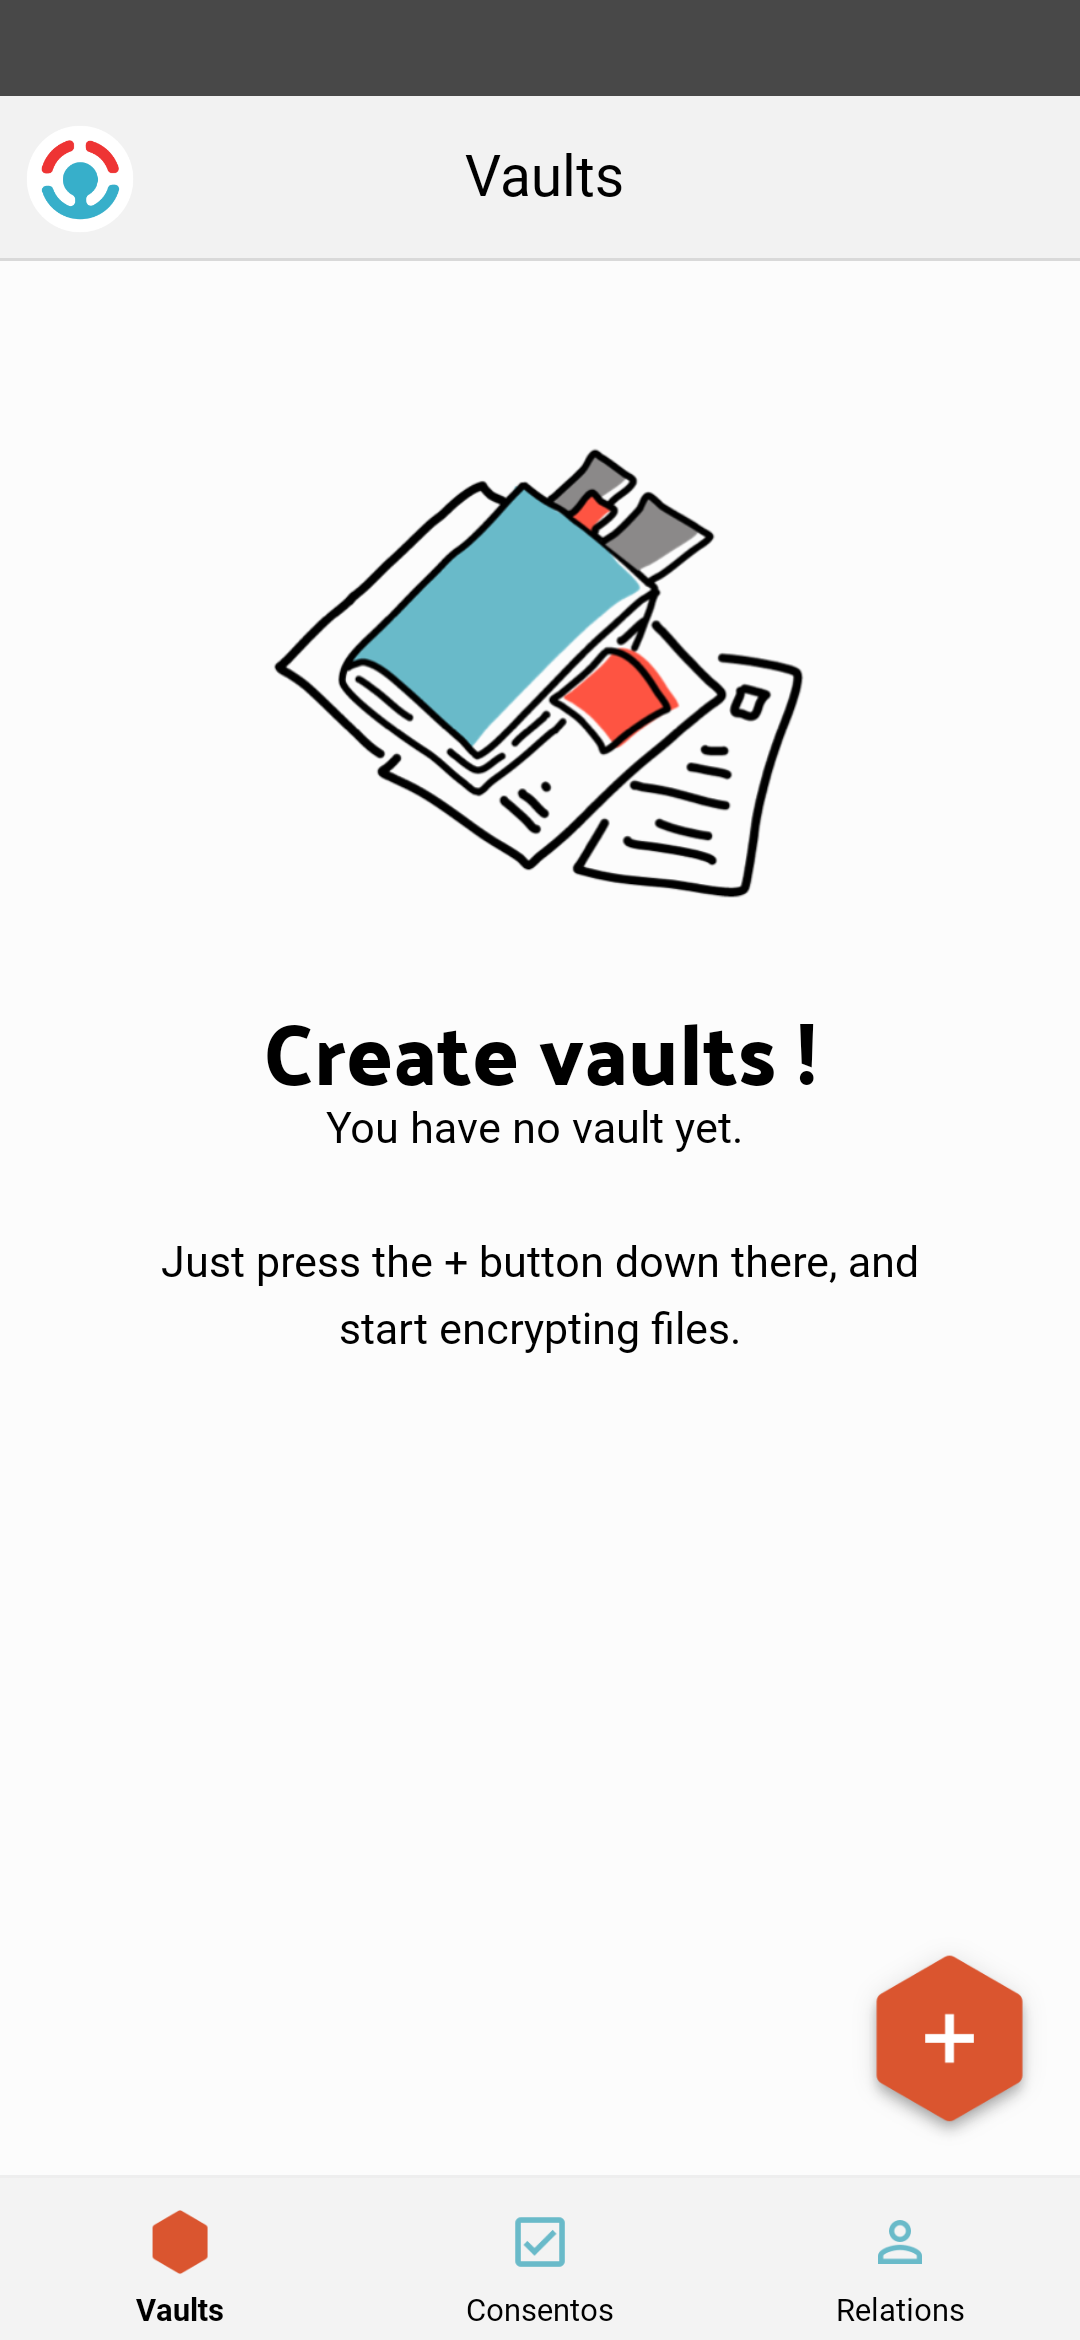 Vaults
Create vaults !
You have no vault yet.
Just press the + button down there, and
start encrypting files.
Vaults
Consentos
Relations